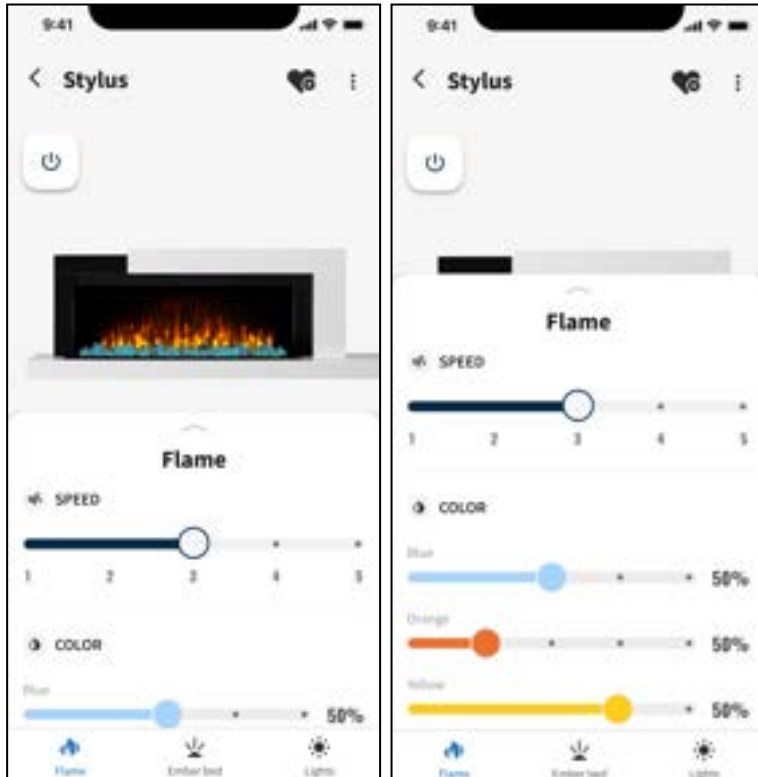 9:41
Stylus
Flame
SPEED
1 2 3 4 5
COLOR
Blue
50%
Flame Ember bed Lights
9:41
Stylus
Flame
SPEED
1 2 3 4 5
COLOR
Blue
50%
Orange
50%
Yellow
50%
Flame Ember bed Lights